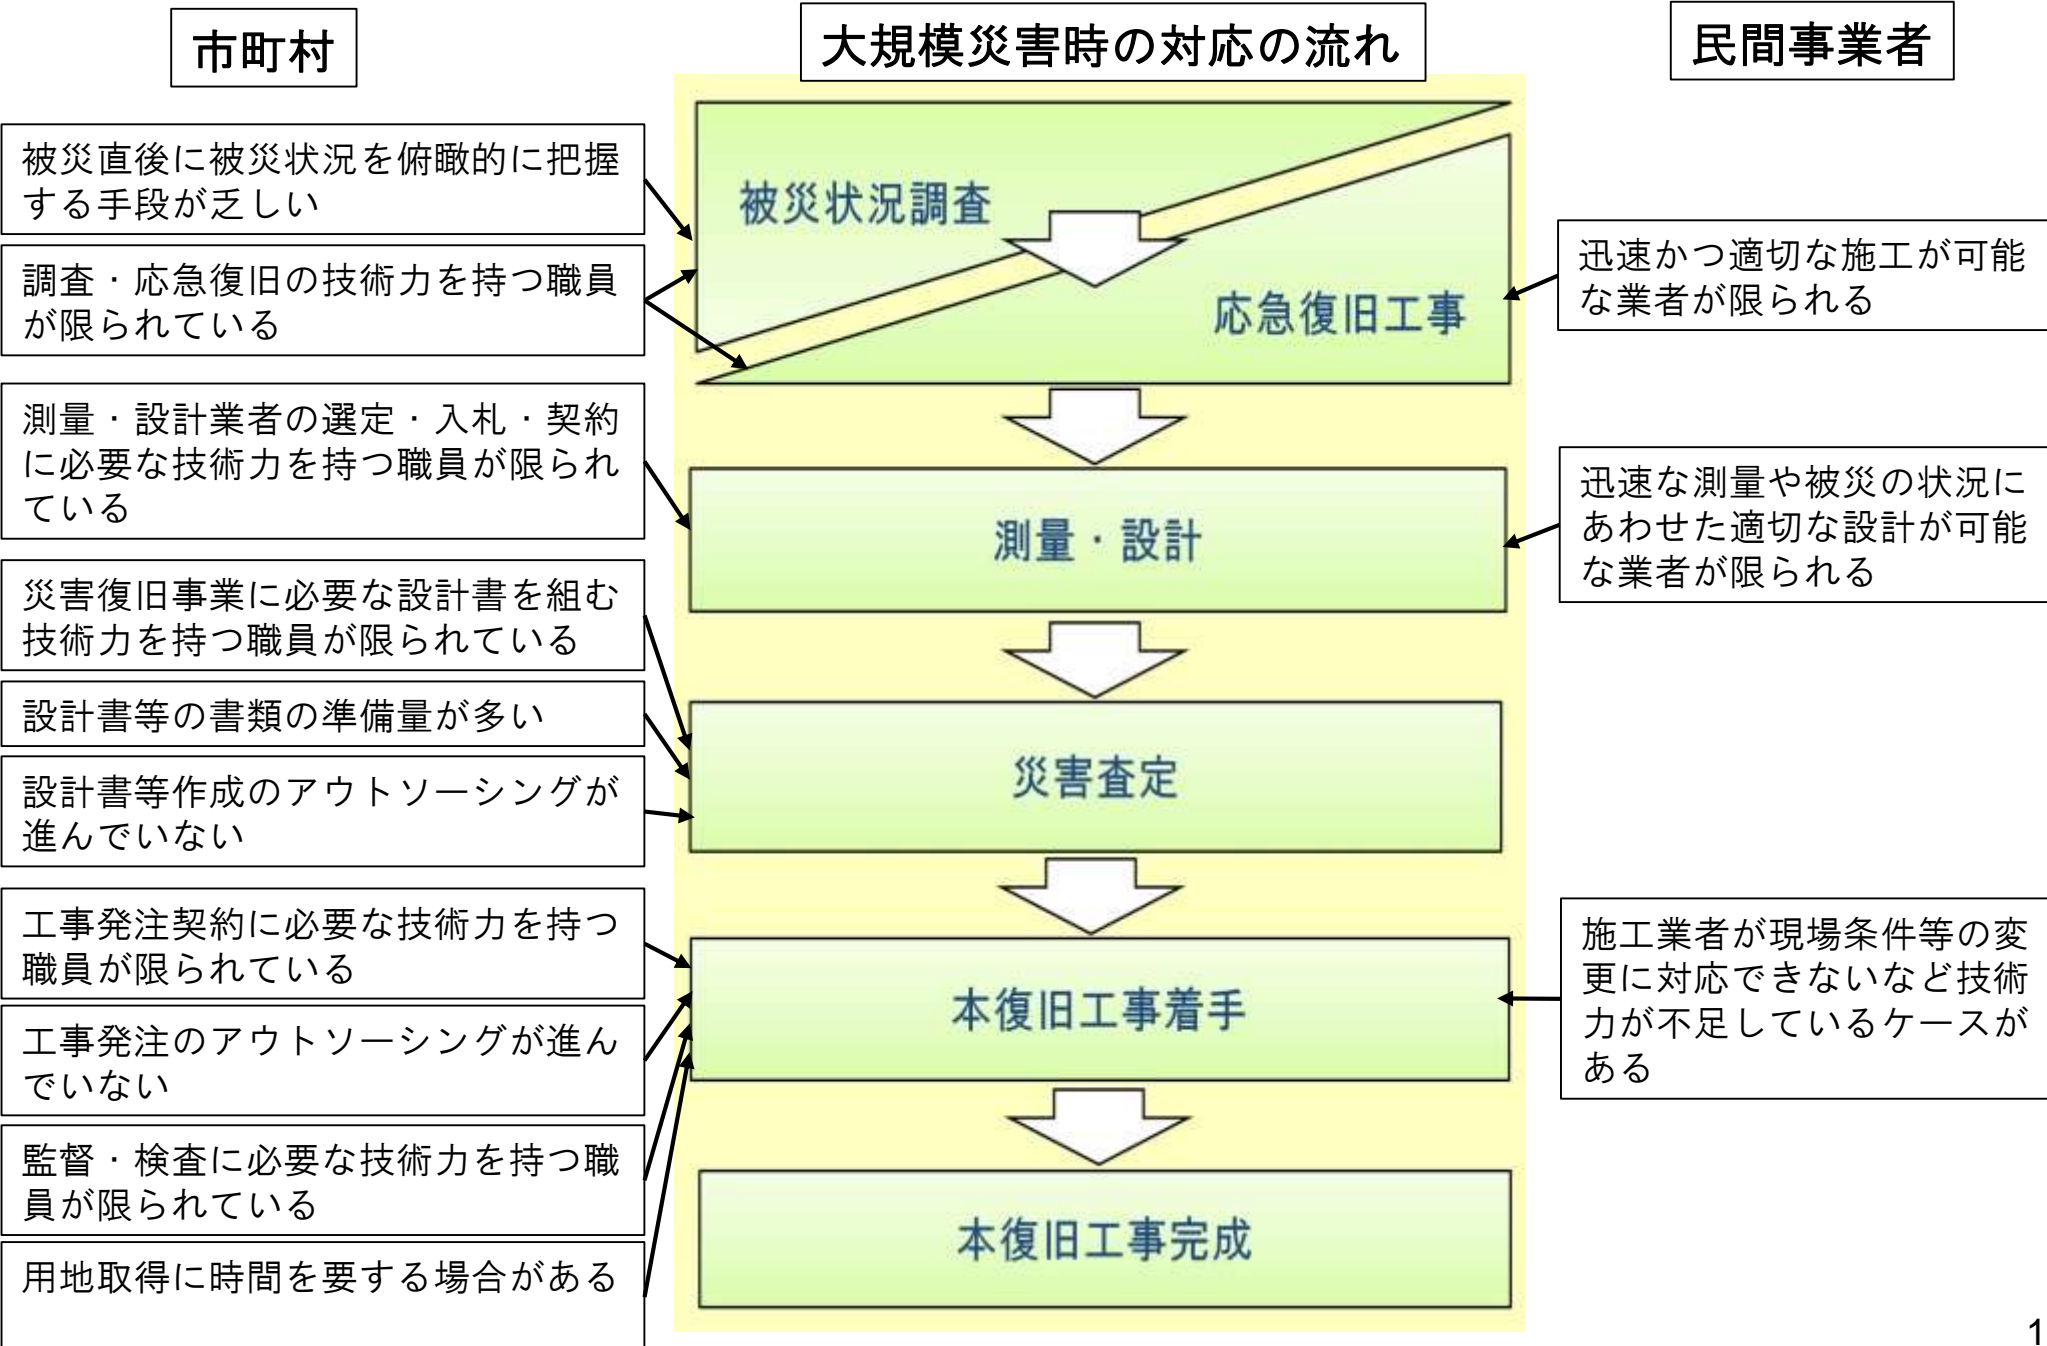 市町村
大規模災害時の対応の流れ
民間事業者
被災直後に被災状況を俯瞰的に把握
する手段が乏しい
調査・応急復旧の技術力を持つ職員
が限られている
測量・設計業者の選定・入札・契約
に必要な技術力を持つ職員が限られ
ている
災害復旧事業に必要な設計書を組む
技術力を持つ職員が限られている
設計書等の書類の準備量が多い
設計書等作成のアウトソーシングが
進んでいない
工事発注契約に必要な技術力を持つ
職員が限られている
工事発注のアウトソーシングが進ん
でいない
監督・検査に必要な技術力を持つ職
員が限られている
用地取得に時間を要する場合がある
被災状況調査
応急復旧工事
測量・設計
災害査定
本復旧工事着手
本復旧工事完成
迅速かつ適切な施工が可能
な業者が限られる
迅速な測量や被災の状況に
あわせた適切な設計が可能
な業者が限られる
施工業者が現場条件等の変
更に対応できないなど技術
力が不足しているケースが
ある
1